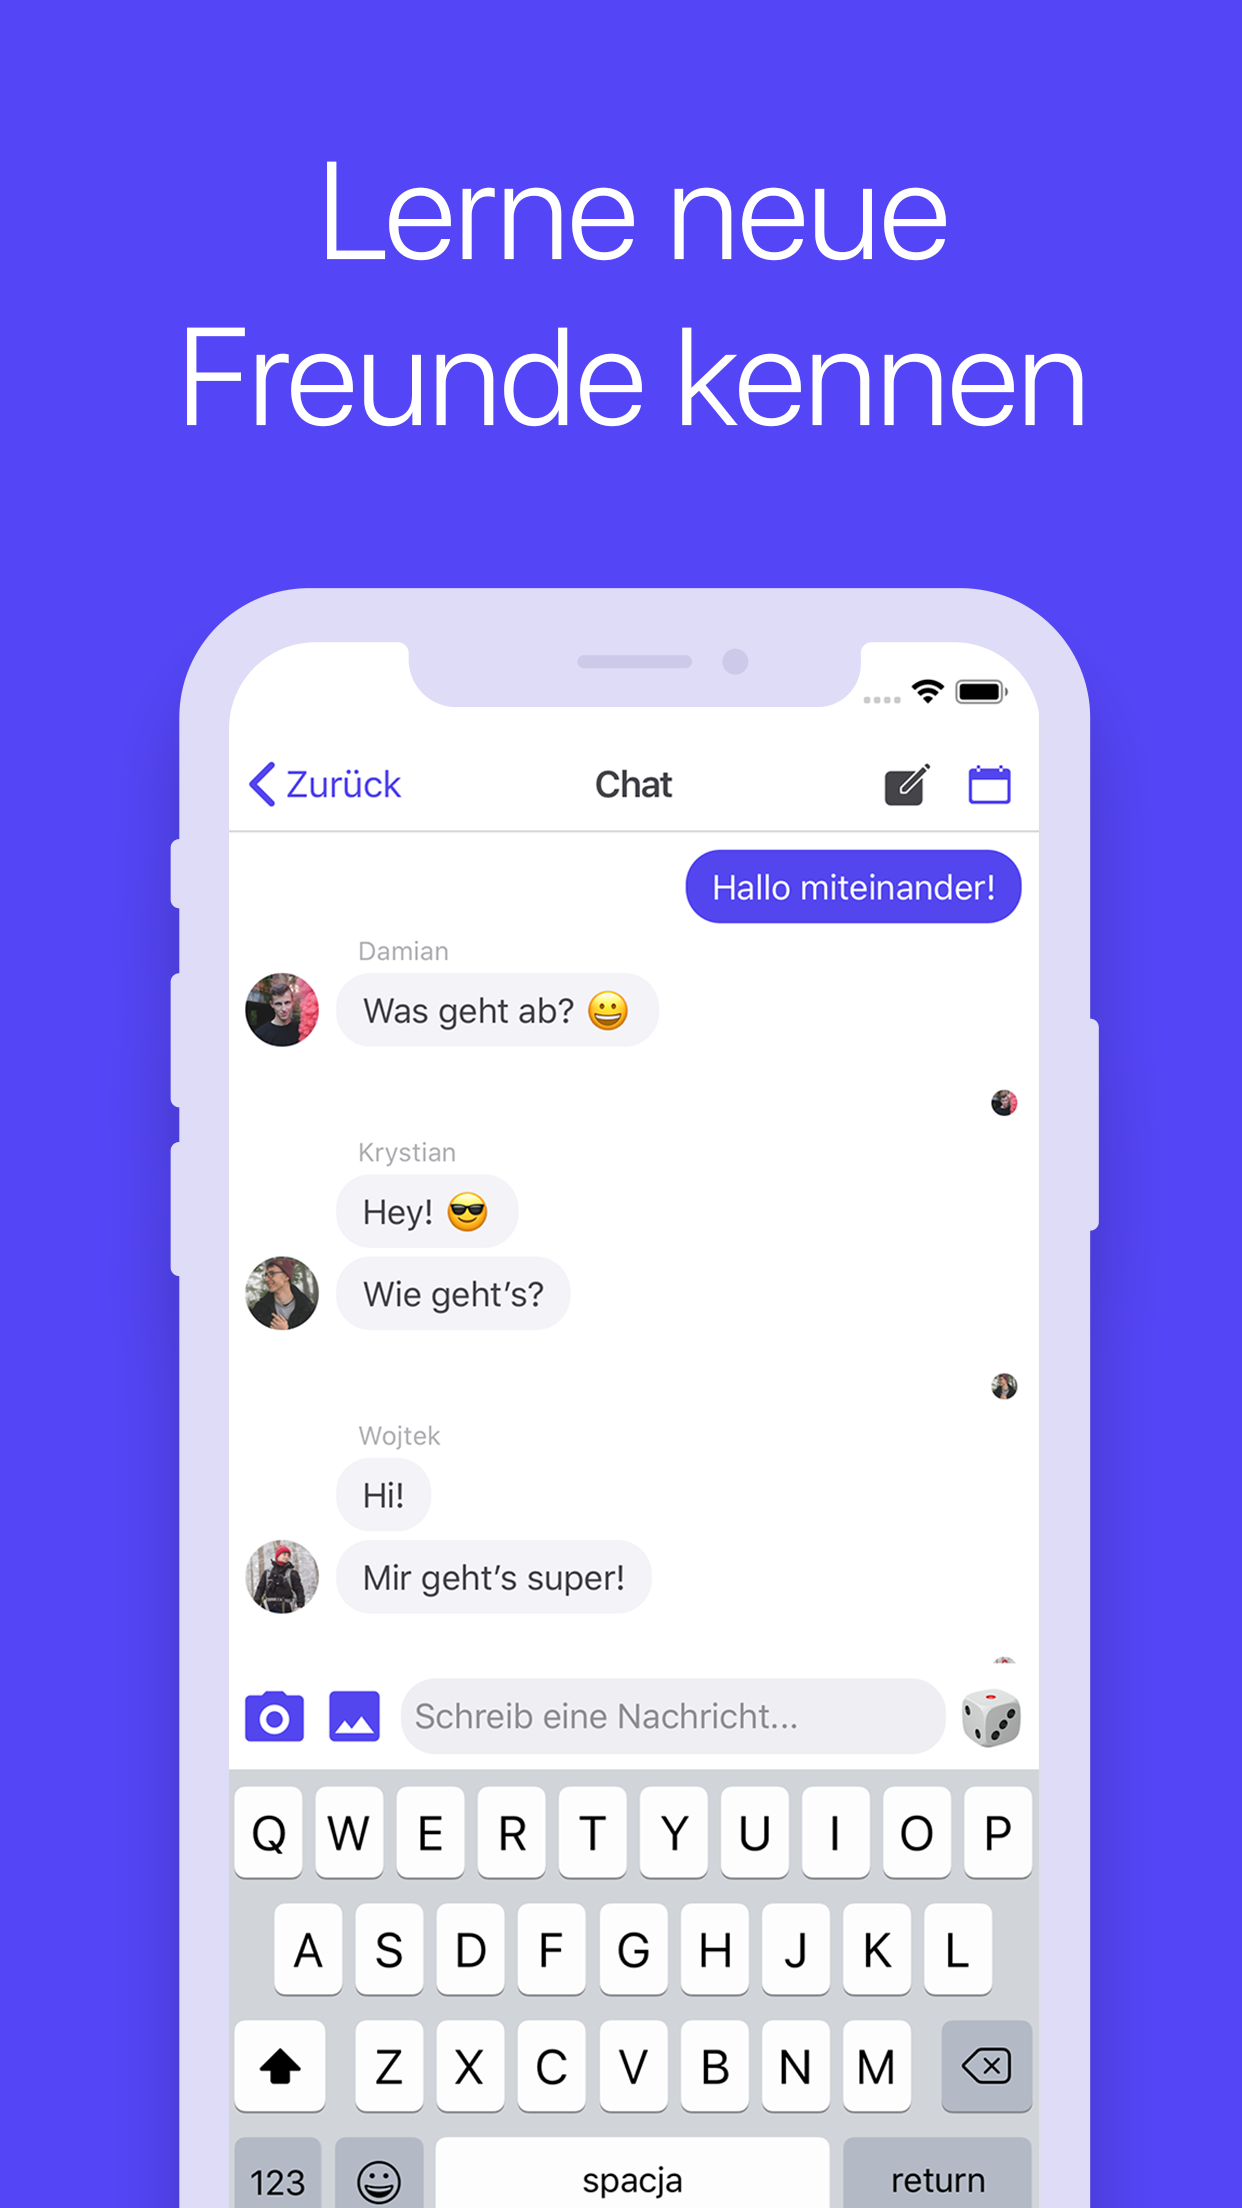 Lerne neue
Freunde kennen
Zurück
Chat
Hallo miteinander!
Damian
Was geht ab? 😀
Krystian
Hey! 😎
Wie geht’s?
Wojtek
Hi!
Mir geht’s super!
Schreib eine Nachricht...
Q W E R T Y U I O P
A S D F G H J K L
Z X C V B N M
123 spacja return